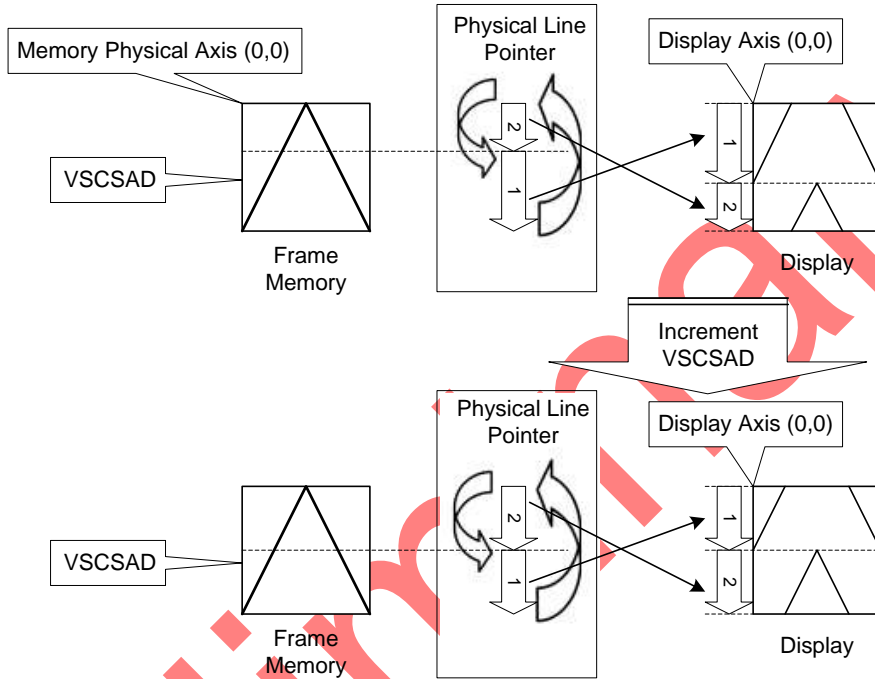 Physical Line
Pointer
Memory Physical Axis (0,0)
Display Axis (0,0)
2
1
1
2
VSCSAD
Frame
Memory
Display
Increment
VSCSAD
Physical Line
Pointer
Display Axis (0,0)
2
1
1
2
VSCSAD
Frame
Memory
Display